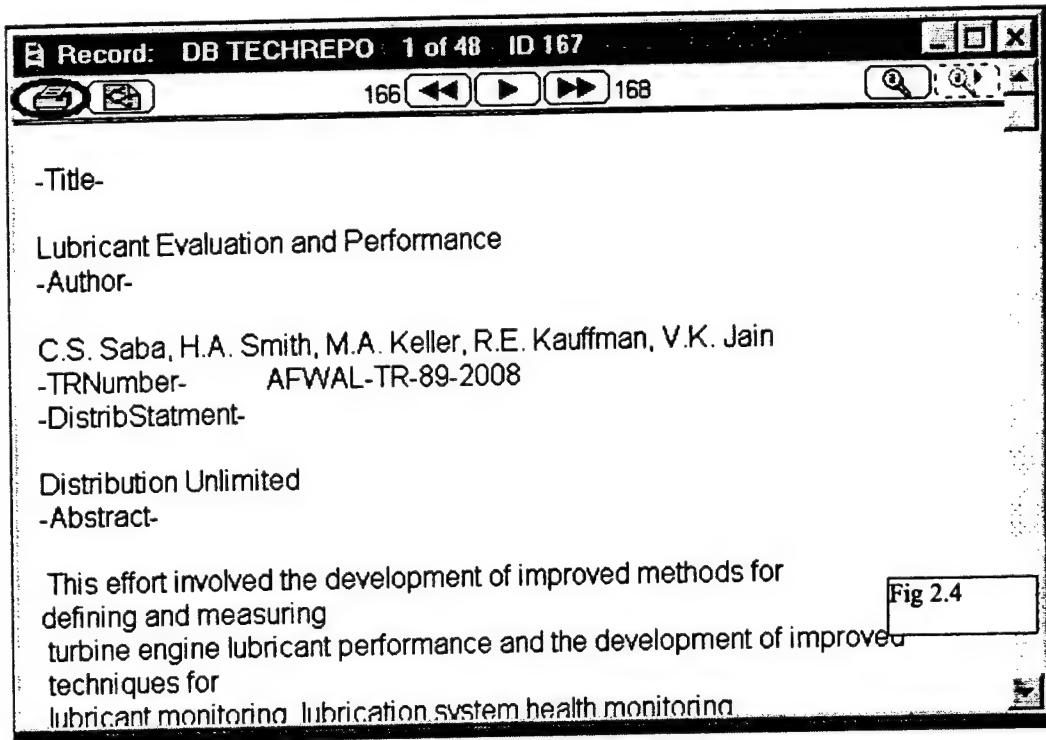 Record: DB TECHREPO 1 of 48 ID 167
166 168
-Title-
Lubricant Evaluation and Performance
-Author-
C.S. Saba, H.A. Smith, M.A. Keller, R.E. Kauffman, V.K. Jain
-TRNumber- AFWAL-TR-89-2008
-DistribStatment-
Distribution Unlimited
-Abstract-
This effort involved the development of improved methods for
defining and measuring
Fig 2.4
turbine engine lubricant performance and the development of improved
techniques for
lubricant monitoring lubrication system health monitoring